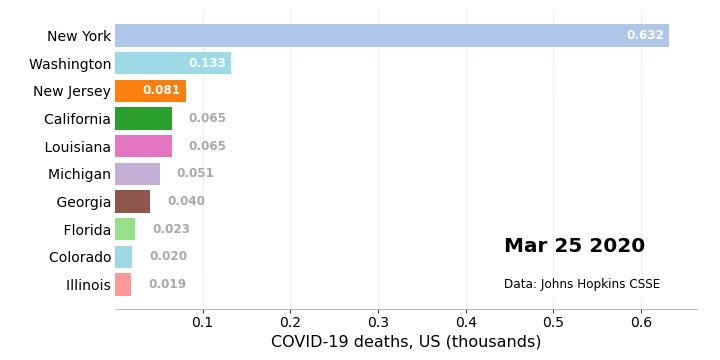 New York 0.632
Washington 0.133
New Jersey 0.081
California 0.065
Louisiana 0.065
Michigan 0.051
Georgia 0.040
Florida 0.023
Colorado 0.020
Illinois 0.019
Mar 25 2020
Data: Johns Hopkins CSSE
0.1 0.2 0.3 0.4 0.5 0.6
COVID-19 deaths, US (thousands)